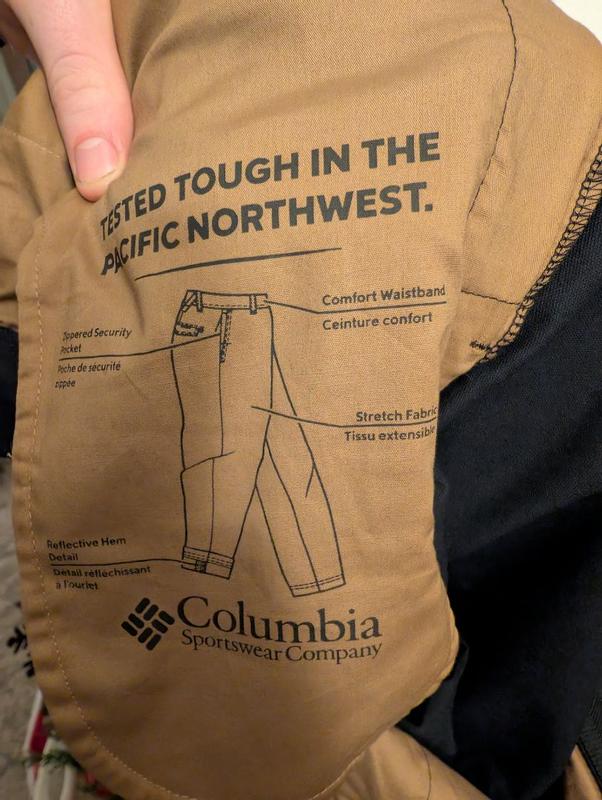 TESTED TOUGH IN THE
PACIFIC NORTHWEST.
Comfort Waistband
Ceinture confort
Zippered Security
Pocket
Poche de sécurité
zippée
Stretch Fabric
Tissu extensible
Reflective Hem
Detail
Détail réfléchissant
à l'ourlet
Columbia
Sportswear Company